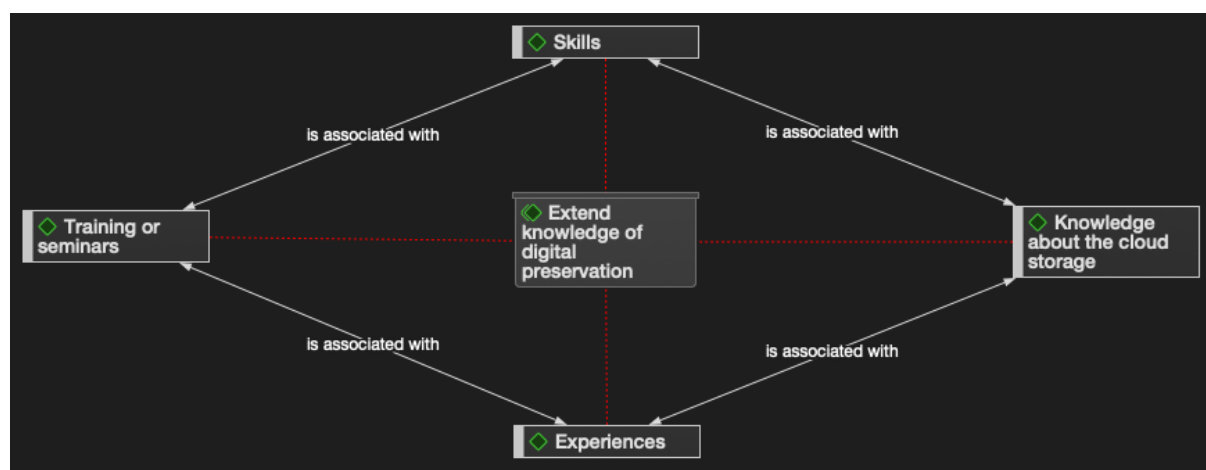 Skills
is associated with
is associated with
Training or
seminars
Extend
knowledge of
digital
preservation
Knowledge
about the cloud
storage
is associated with
is associated with
Experiences